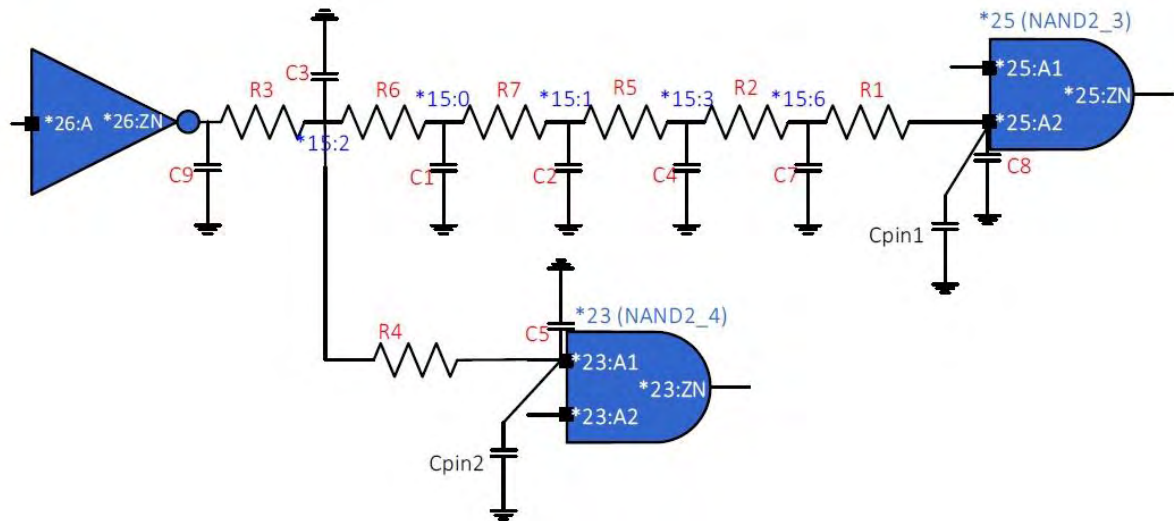 *25 (NAND2_3)
C3
R3
R6
*15:0
R7
*15:1
R5
*15:3
R2
*15:6
R1
*25:A1
*25:ZN
*25:A2
*26:A
*26:ZN
*15:2
C9
C1
C2
C4
C7
C8
Cpin1
*23 (NAND2_4)
C5
R4
*23:A1
*23:ZN
*23:A2
Cpin2